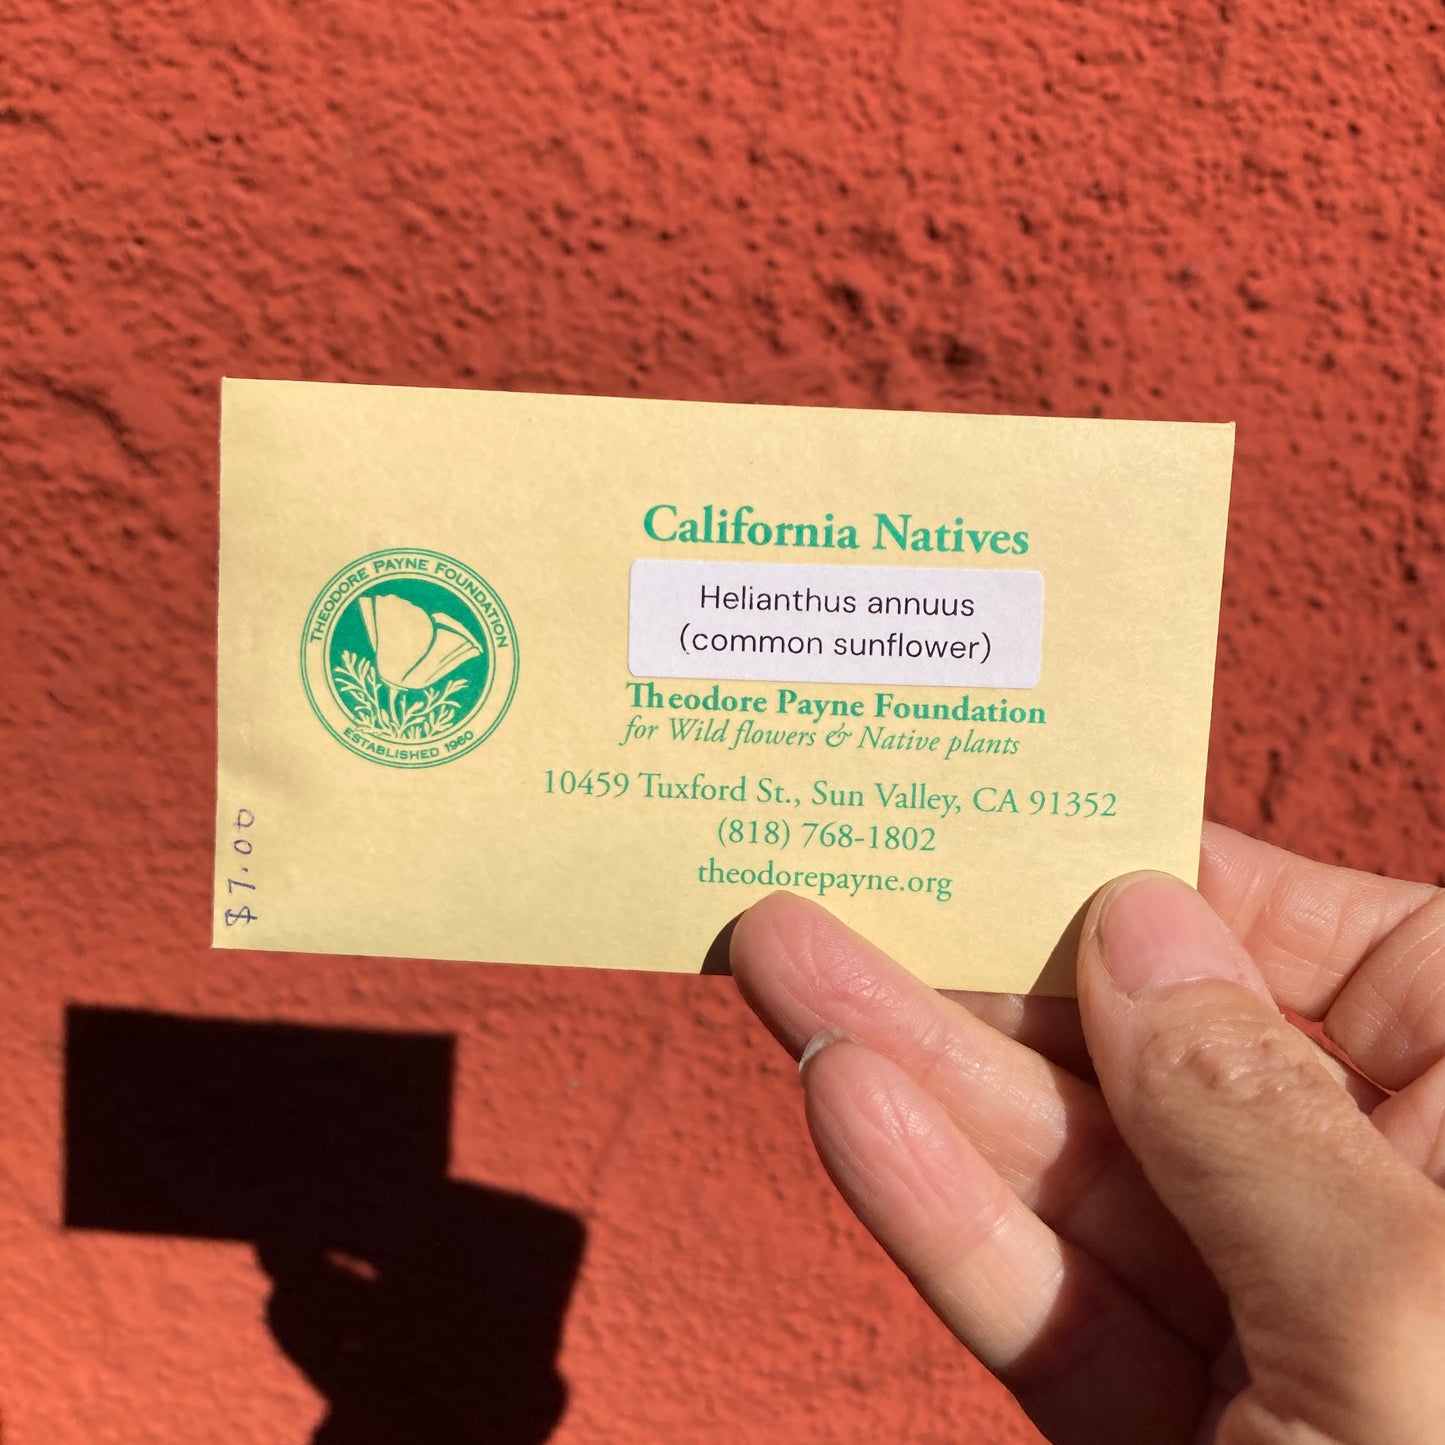 California Natives
Helianthus annuus
(common sunflower)
Theodore Payne Foundation
for Wild flowers & Native plants
10459 Tuxford St., Sun Valley, CA 91352
(818) 768-1802
theodorepayne.org
THEODORE PAYNE FOUNDATION
ESTABLISHED 1960
$7.00